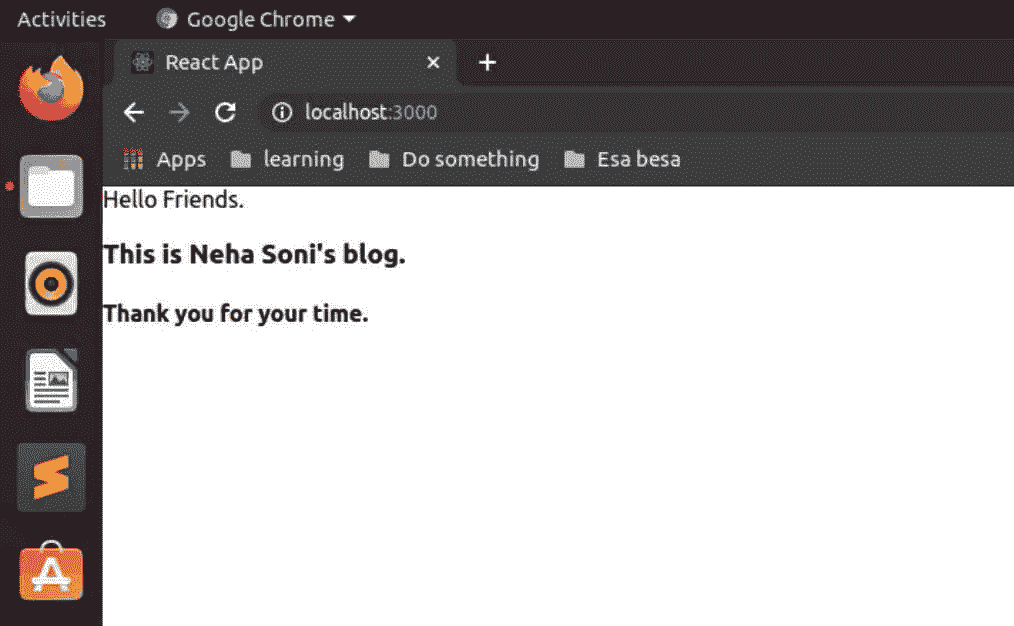 Activities Google Chrome
React App
localhost:3000
Apps learning Do something Esa besa
Hello Friends.
This is Neha Soni's blog.
Thank you for your time.